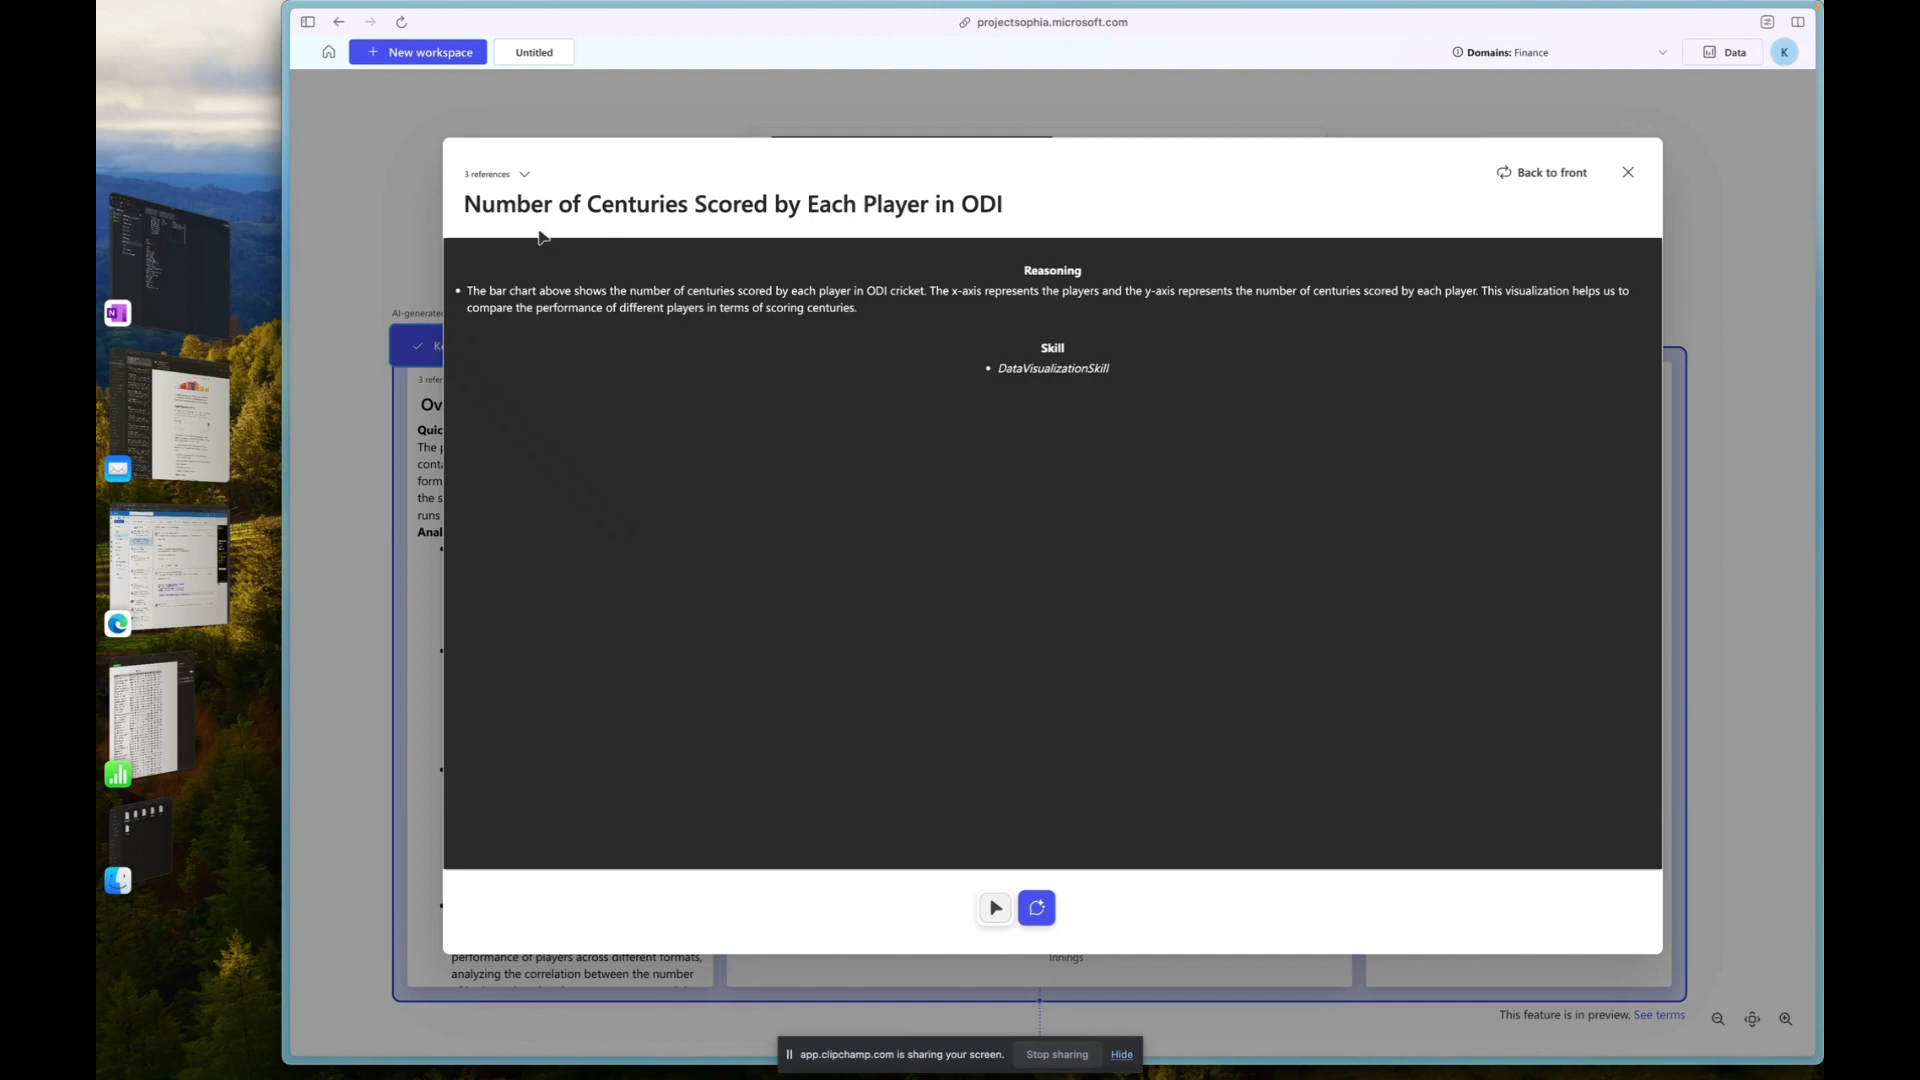 projectsophia.microsoft.com
New workspace
Untitled
Domains: Finance
Data
K
3 references
Back to front
Number of Centuries Scored by Each Player in ODI
Reasoning
• The bar chart above shows the number of centuries scored by each player in ODI cricket. The x-axis represents the players and the y-axis represents the number of centuries scored by each player. This visualization helps us to
compare the performance of different players in terms of scoring centuries.
Skill
• DataVisualizationSkill
AI-generated
3 refer
Ov
Quic
The
form
the s
runs
Anal
performance of players across different formats,
analyzing the correlation between the number
Innings
This feature is in preview. See terms
app.clipchamp.com is sharing your screen.
Stop sharing
Hide